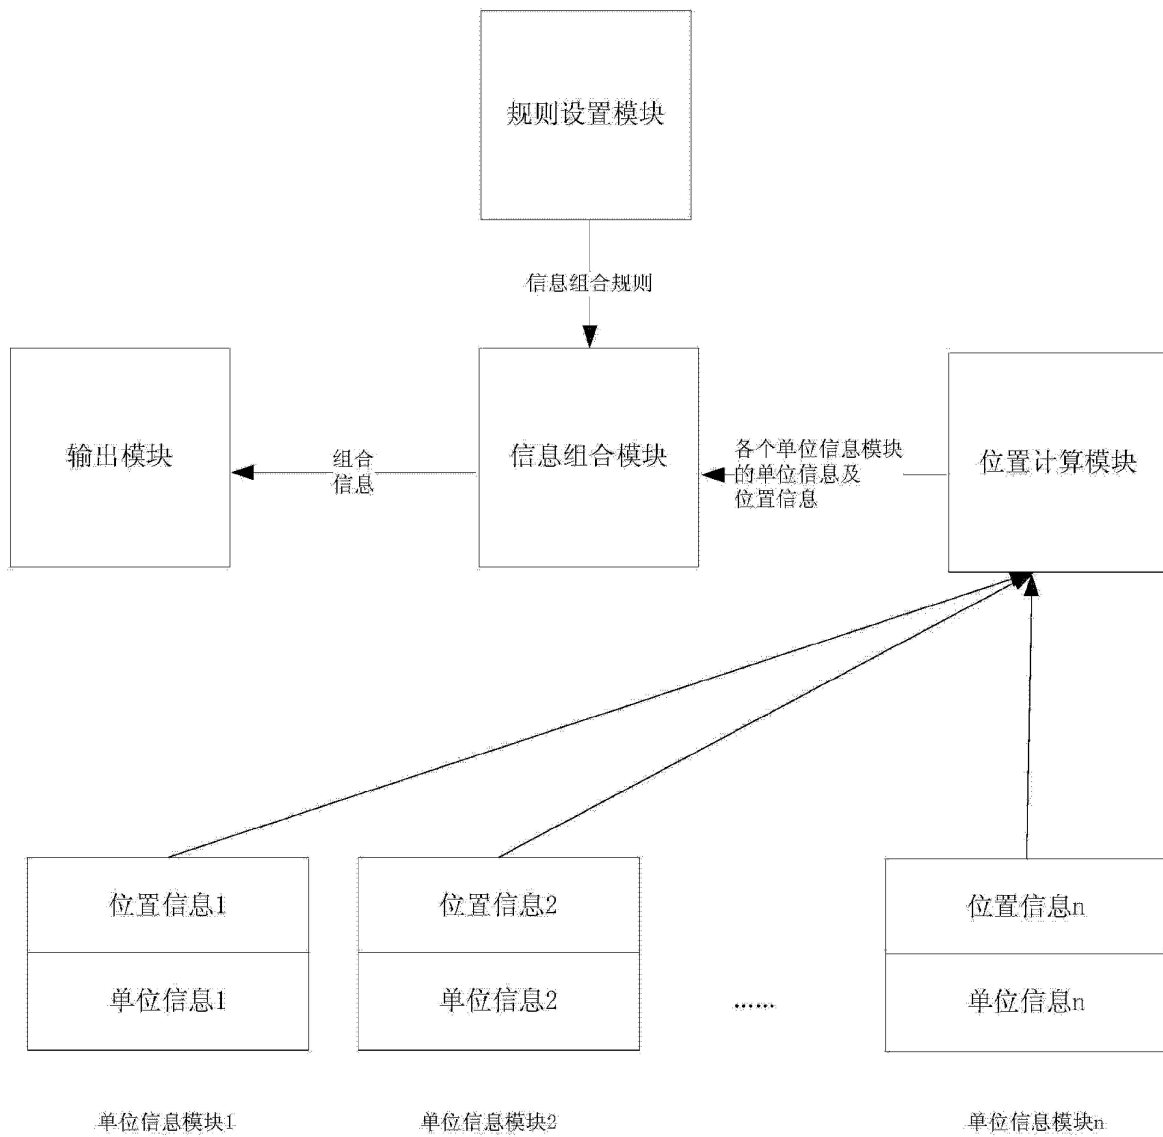 规则设置模块
信息组合规则
输出模块
组合
信息
信息组合模块
各个单位信息模块
的单位信息及
位置信息
位置计算模块
位置信息1
位置信息2
位置信息n
单位信息1
单位信息2
……
单位信息n
单位信息模块1
单位信息模块2
单位信息模块n